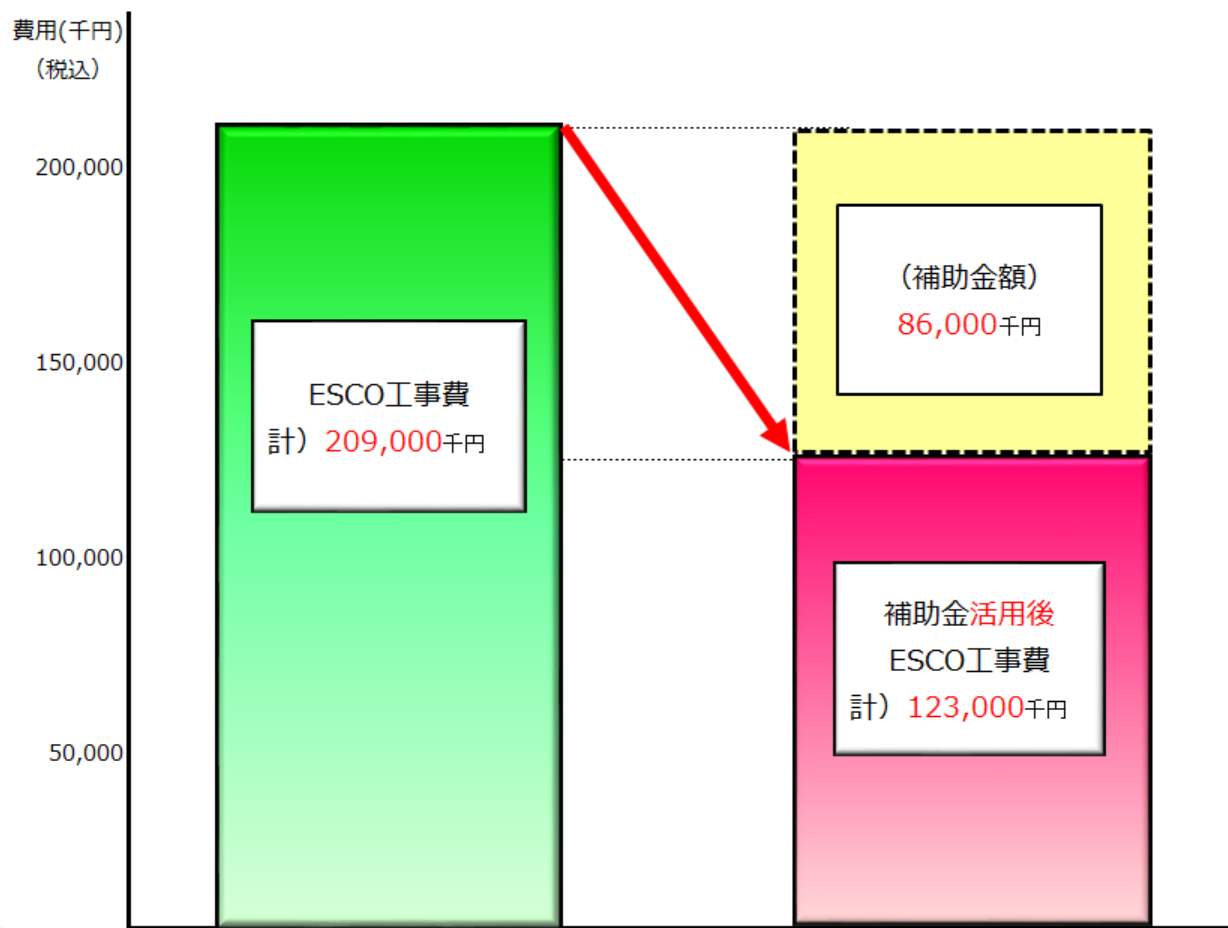 費用(千円)
（税込）
200,000
150,000
100,000
50,000
ESCO工事費
計）209,000千円
（補助金額）
86,000千円
補助金活用後
ESCO工事費
計）123,000千円